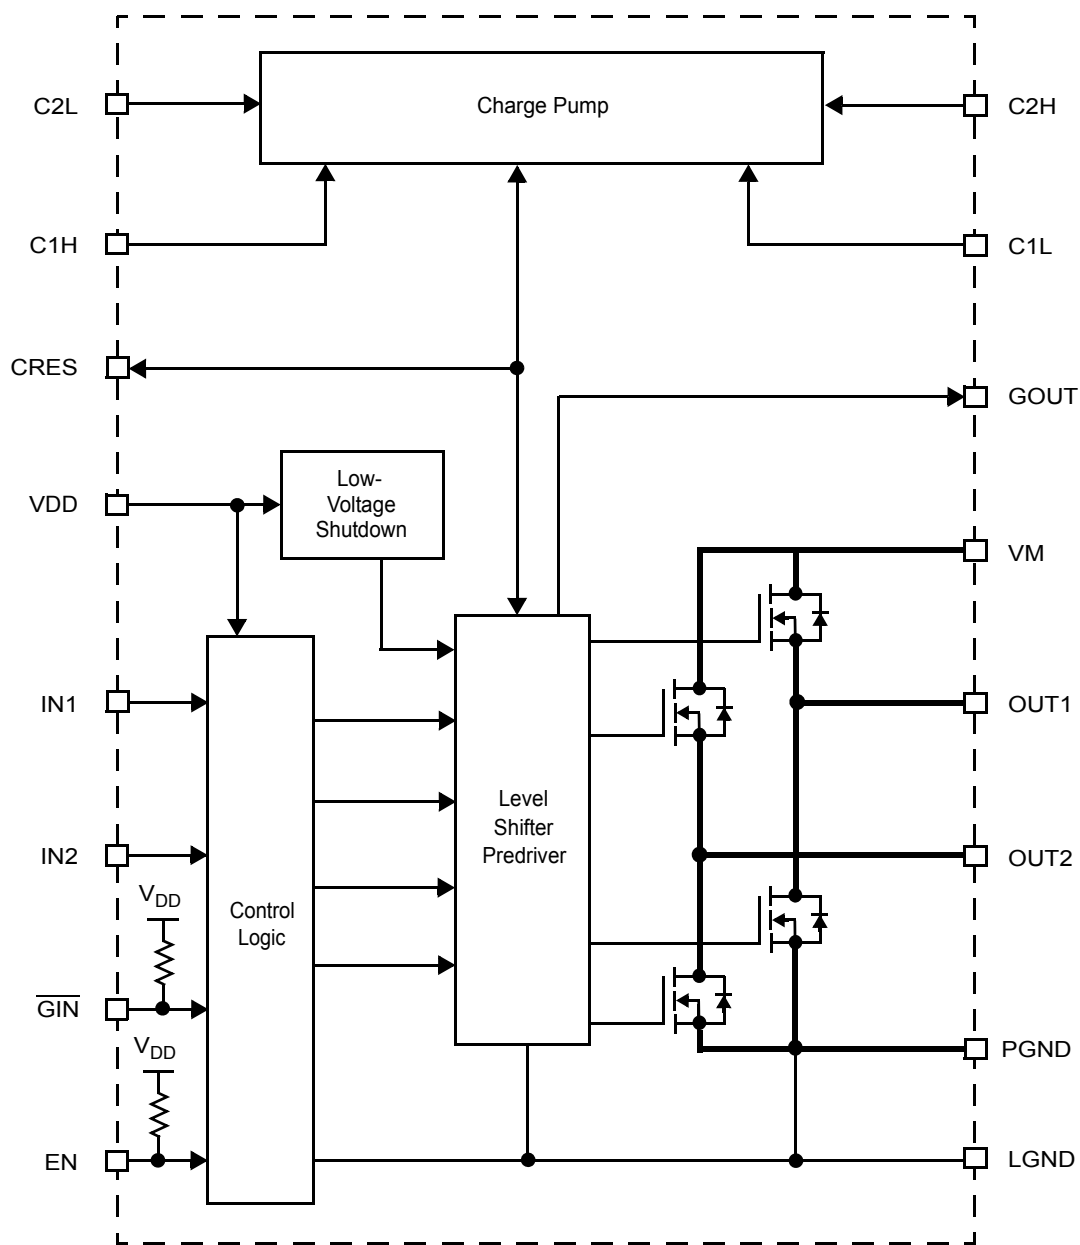 C2L
Charge Pump
C2H
C1H
C1L
CRES
GOUT
VDD
Low-
Voltage
Shutdown
VM
IN1
OUT1
Level
Shifter
Predriver
IN2
OUT2
VDD
Control
Logic
GIN
VDD
PGND
EN
LGND